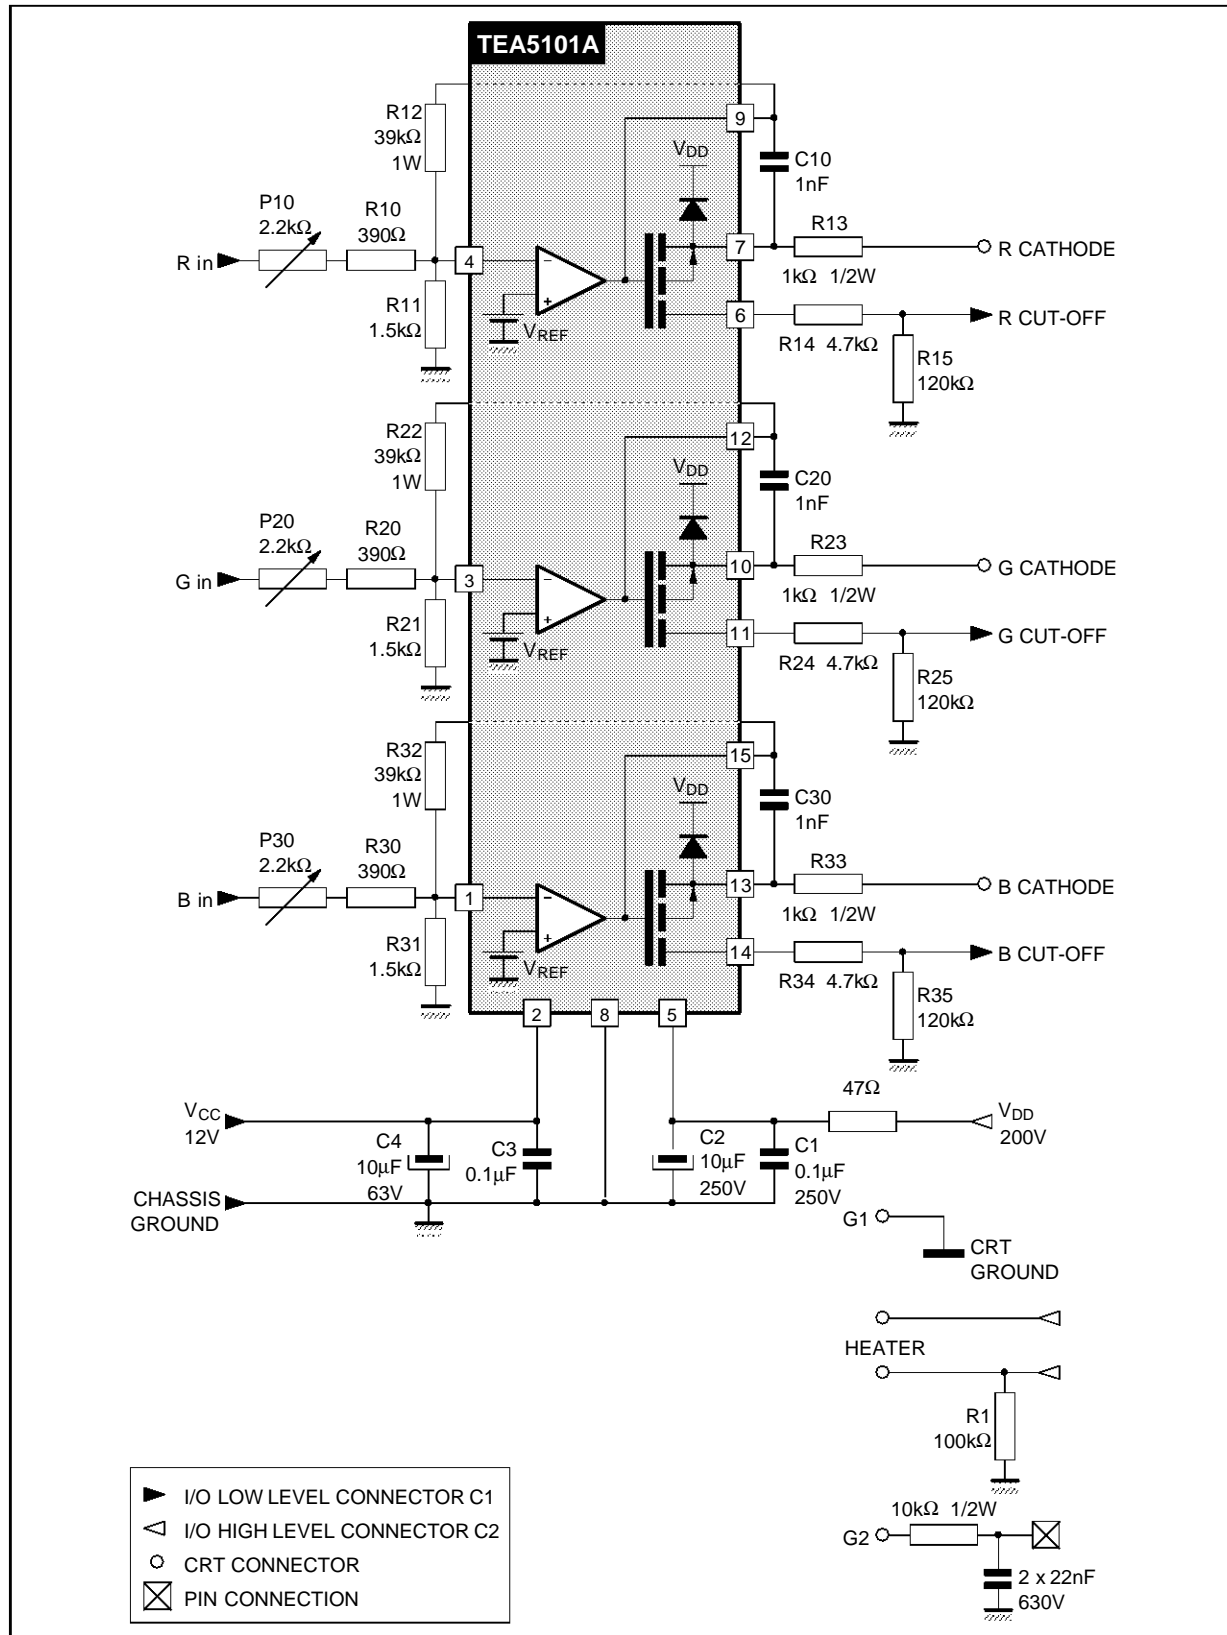 TEA5101A
R12
39kΩ
1W
9
VDD
C10
1nF
P10
2.2kΩ
R10
390Ω
R13
R in
4
7
R CATHODE
1kΩ 1/2W
R11
1.5kΩ
VREF
6
R CUT-OFF
R14 4.7kΩ
R15
120kΩ
R22
39kΩ
1W
12
VDD
C20
1nF
P20
2.2kΩ
R20
390Ω
R23
G in
3
10
G CATHODE
1kΩ 1/2W
R21
1.5kΩ
VREF
11
G CUT-OFF
R24 4.7kΩ
R25
120kΩ
R32
39kΩ
1W
15
VDD
C30
1nF
P30
2.2kΩ
R30
390Ω
R33
B in
1
13
B CATHODE
1kΩ 1/2W
R31
1.5kΩ
VREF
14
B CUT-OFF
R34 4.7kΩ
R35
120kΩ
2
8
5
47Ω
VCC
12V
VDD
200V
C4
10μF
63V
C3
0.1μF
C2
10μF
250V
C1
0.1μF
250V
CHASSIS
GROUND
G1
CRT
GROUND
HEATER
R1
100kΩ
10kΩ 1/2W
G2
2 x 22nF
630V
I/O LOW LEVEL CONNECTOR C1
I/O HIGH LEVEL CONNECTOR C2
CRT CONNECTOR
PIN CONNECTION